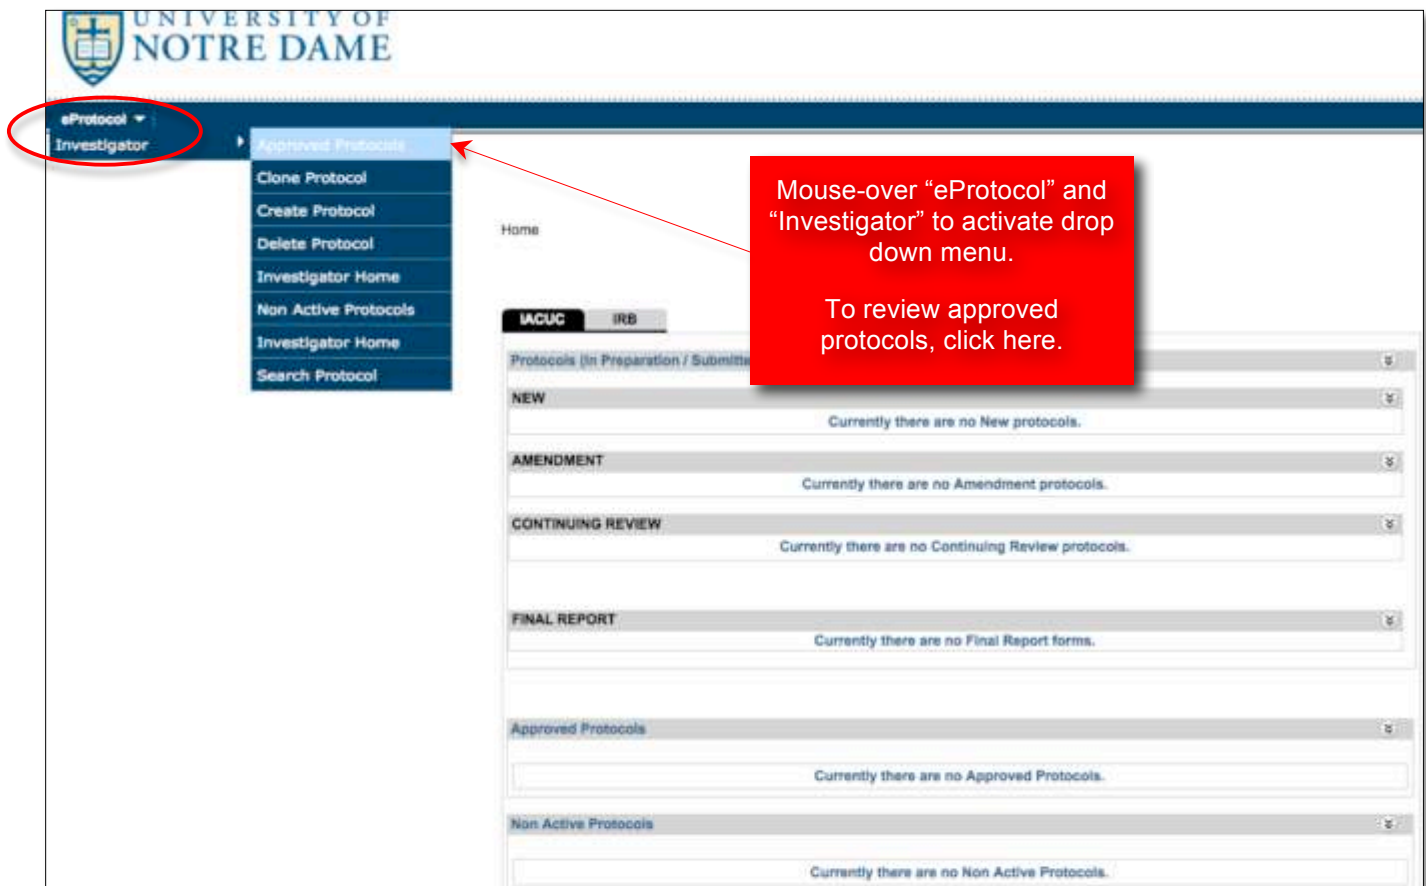 UNIVERSITY OF
NOTRE DAME
eProtocol
Investigator
Approved Protocols
Clone Protocol
Create Protocol
Delete Protocol
Investigator Home
Non Active Protocols
Investigator Home
Search Protocol
Mouse-over “eProtocol” and
“Investigator” to activate drop
down menu.
To review approved
protocols, click here.
Home
IACUC IRB
Protocols (In Preparation / Submitte
NEW
Currently there are no New protocols.
AMENDMENT
Currently there are no Amendment protocols.
CONTINUING REVIEW
Currently there are no Continuing Review protocols.
FINAL REPORT
Currently there are no Final Report forms.
Approved Protocols
Currently there are no Approved Protocols.
Non Active Protocols
Currently there are no Non Active Protocols.